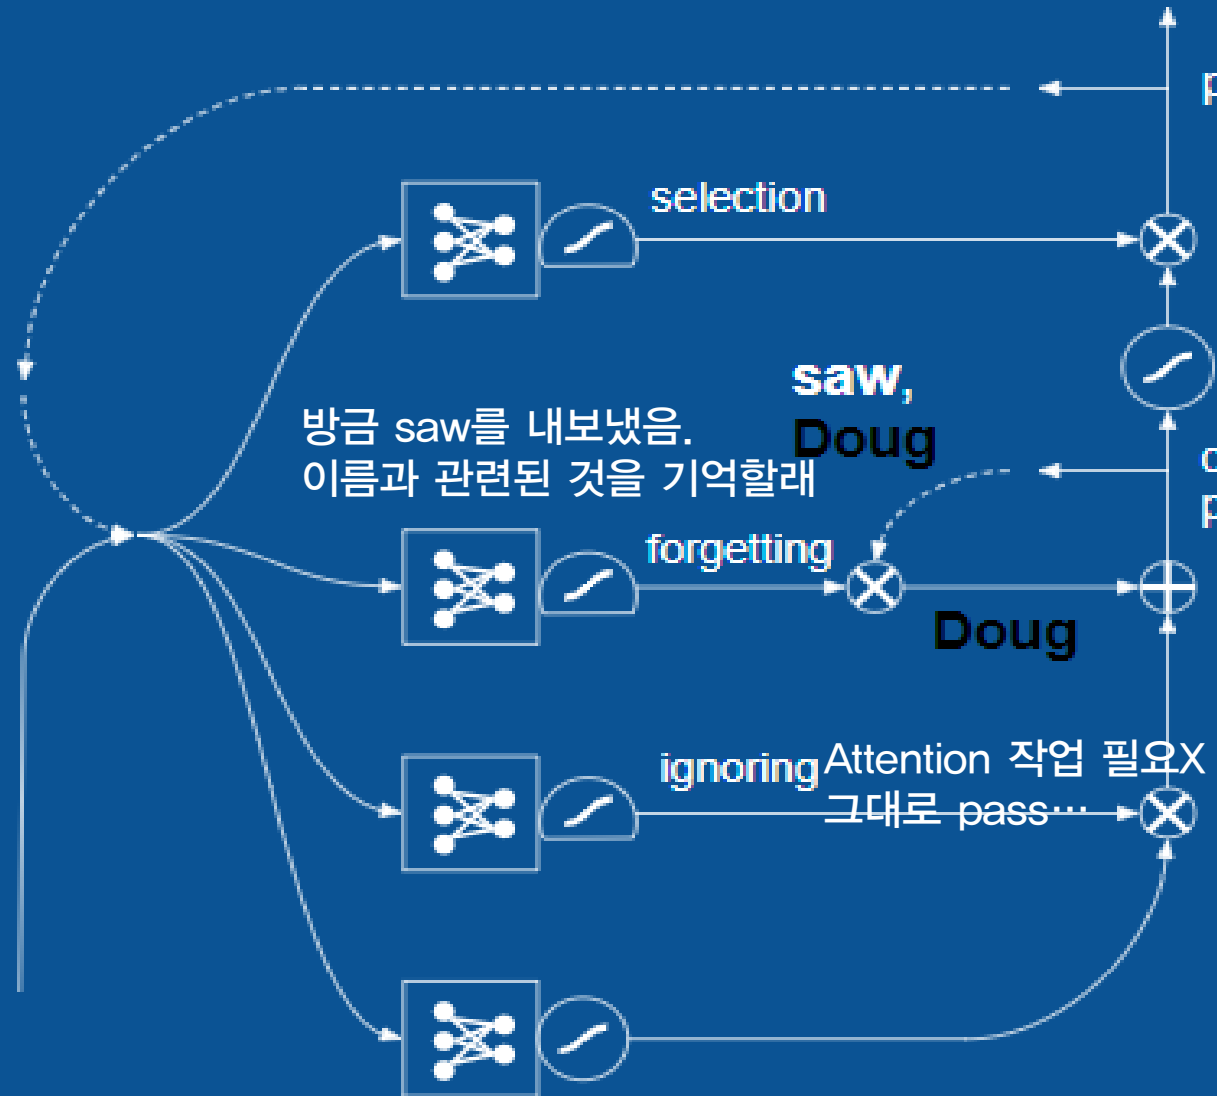 selection
saw,
Doug
방금 saw를 내보냈음.
이름과 관련된 것을 기억할래
forgetting
Doug
ignoring
Attention 작업 필요X
그대로 pass…